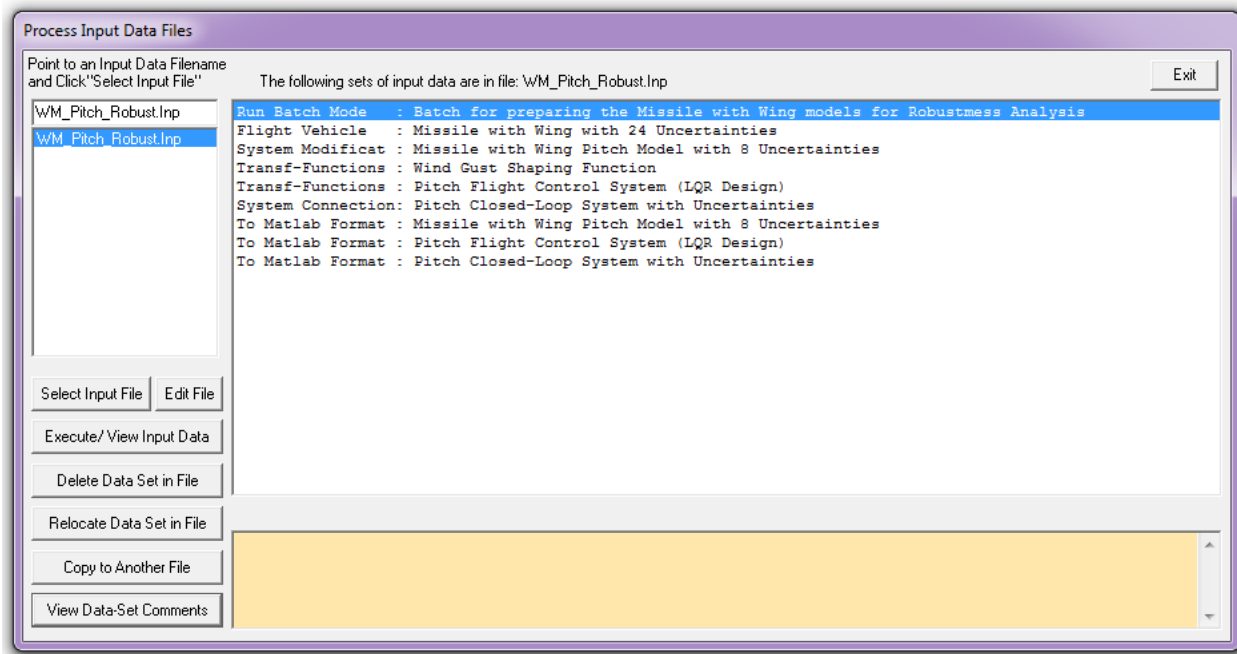 Process Input Data Files
Point to an Input Data Filename
and Click"Select Input File"
The following sets of input data are in file: WM_Pitch_Robust.Inp
Exit
WM_Pitch_Robust.Inp
WM_Pitch_Robust.Inp
Run Batch Mode : Batch for preparing the Missile with Wing models for Robustmess Analysis
Flight Vehicle : Missile with Wing with 24 Uncertainties
System Modificat : Missile with Wing Pitch Model with 8 Uncertainties
Transf-Functions : Wind Gust Shaping Function
Transf-Functions : Pitch Flight Control System (LQR Design)
System Connection: Pitch Closed-Loop System with Uncertainties
To Matlab Format : Missile with Wing Pitch Model with 8 Uncertainties
To Matlab Format : Pitch Flight Control System (LQR Design)
To Matlab Format : Pitch Closed-Loop System with Uncertainties
Select Input File
Edit File
Execute/ View Input Data
Delete Data Set in File
Relocate Data Set in File
Copy to Another File
View Data-Set Comments